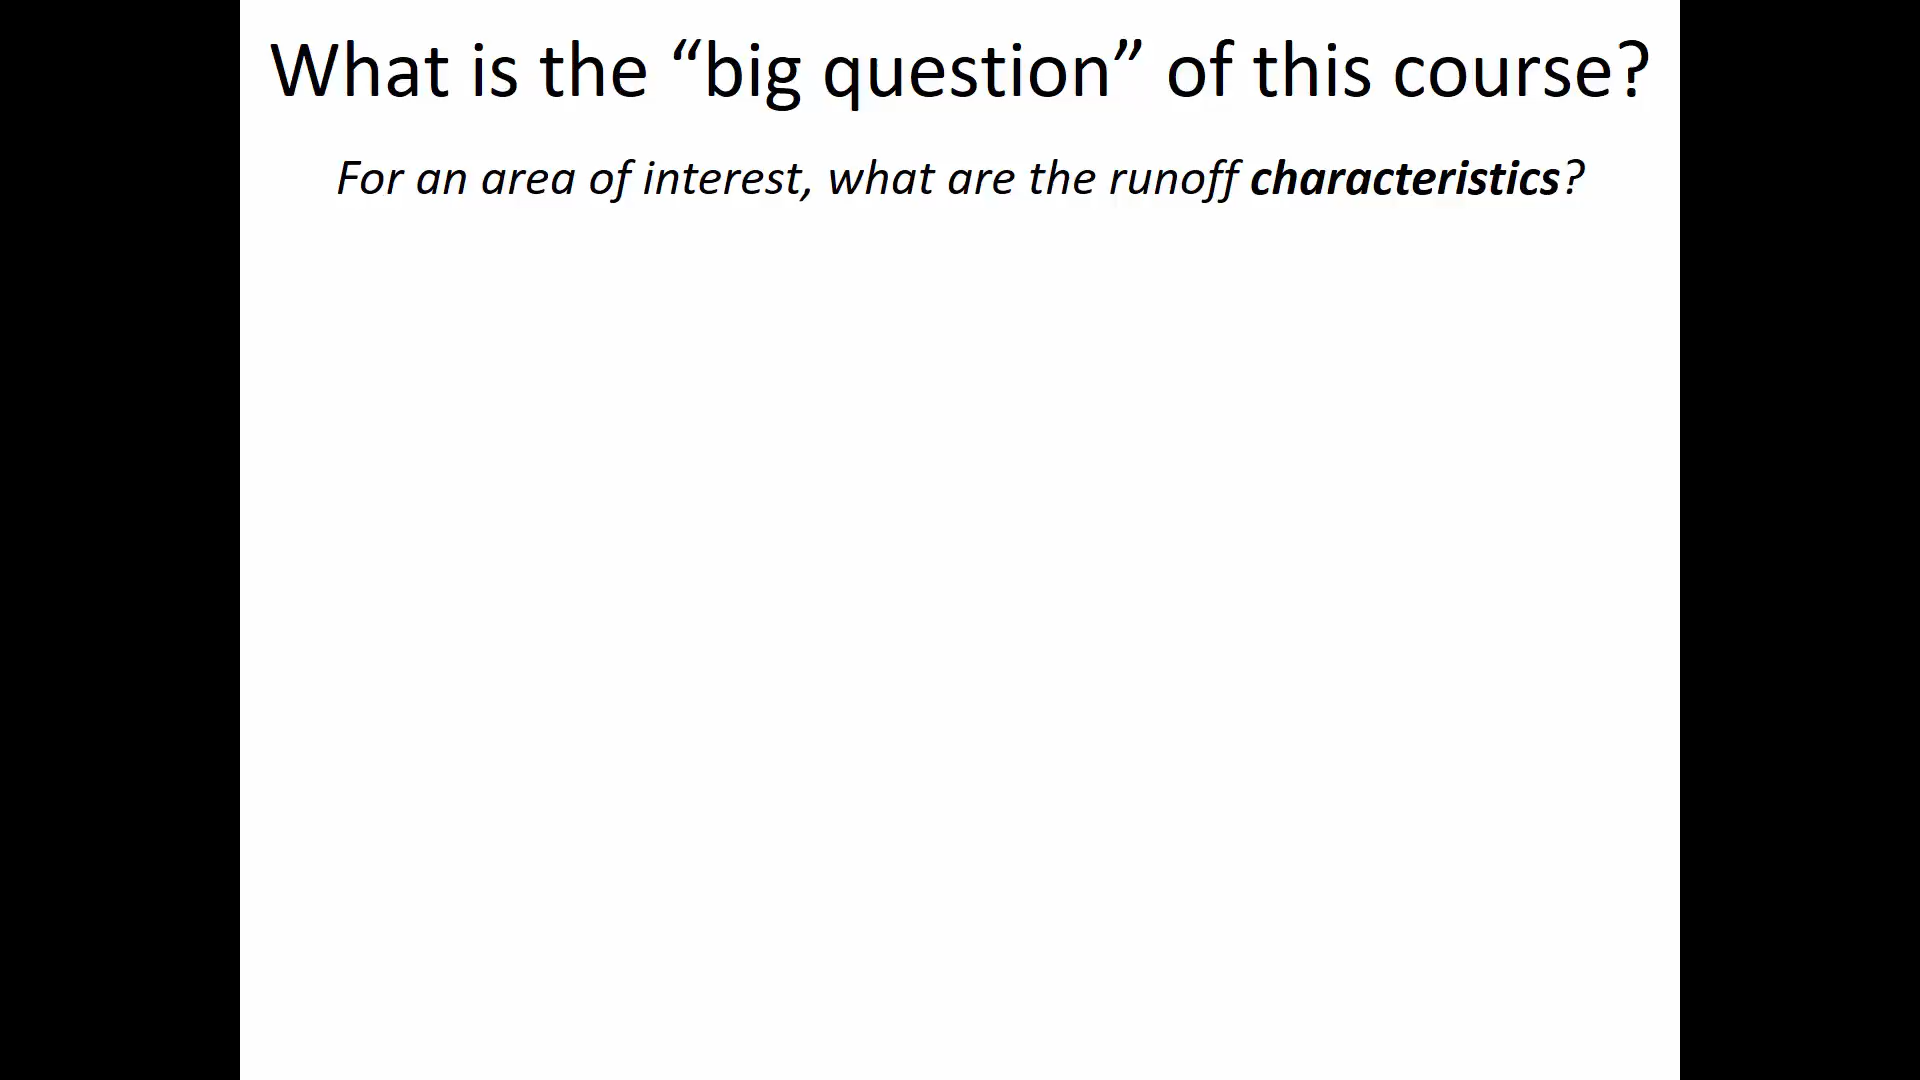 What is the “big question” of this course?
For an area of interest, what are the runoff characteristics?